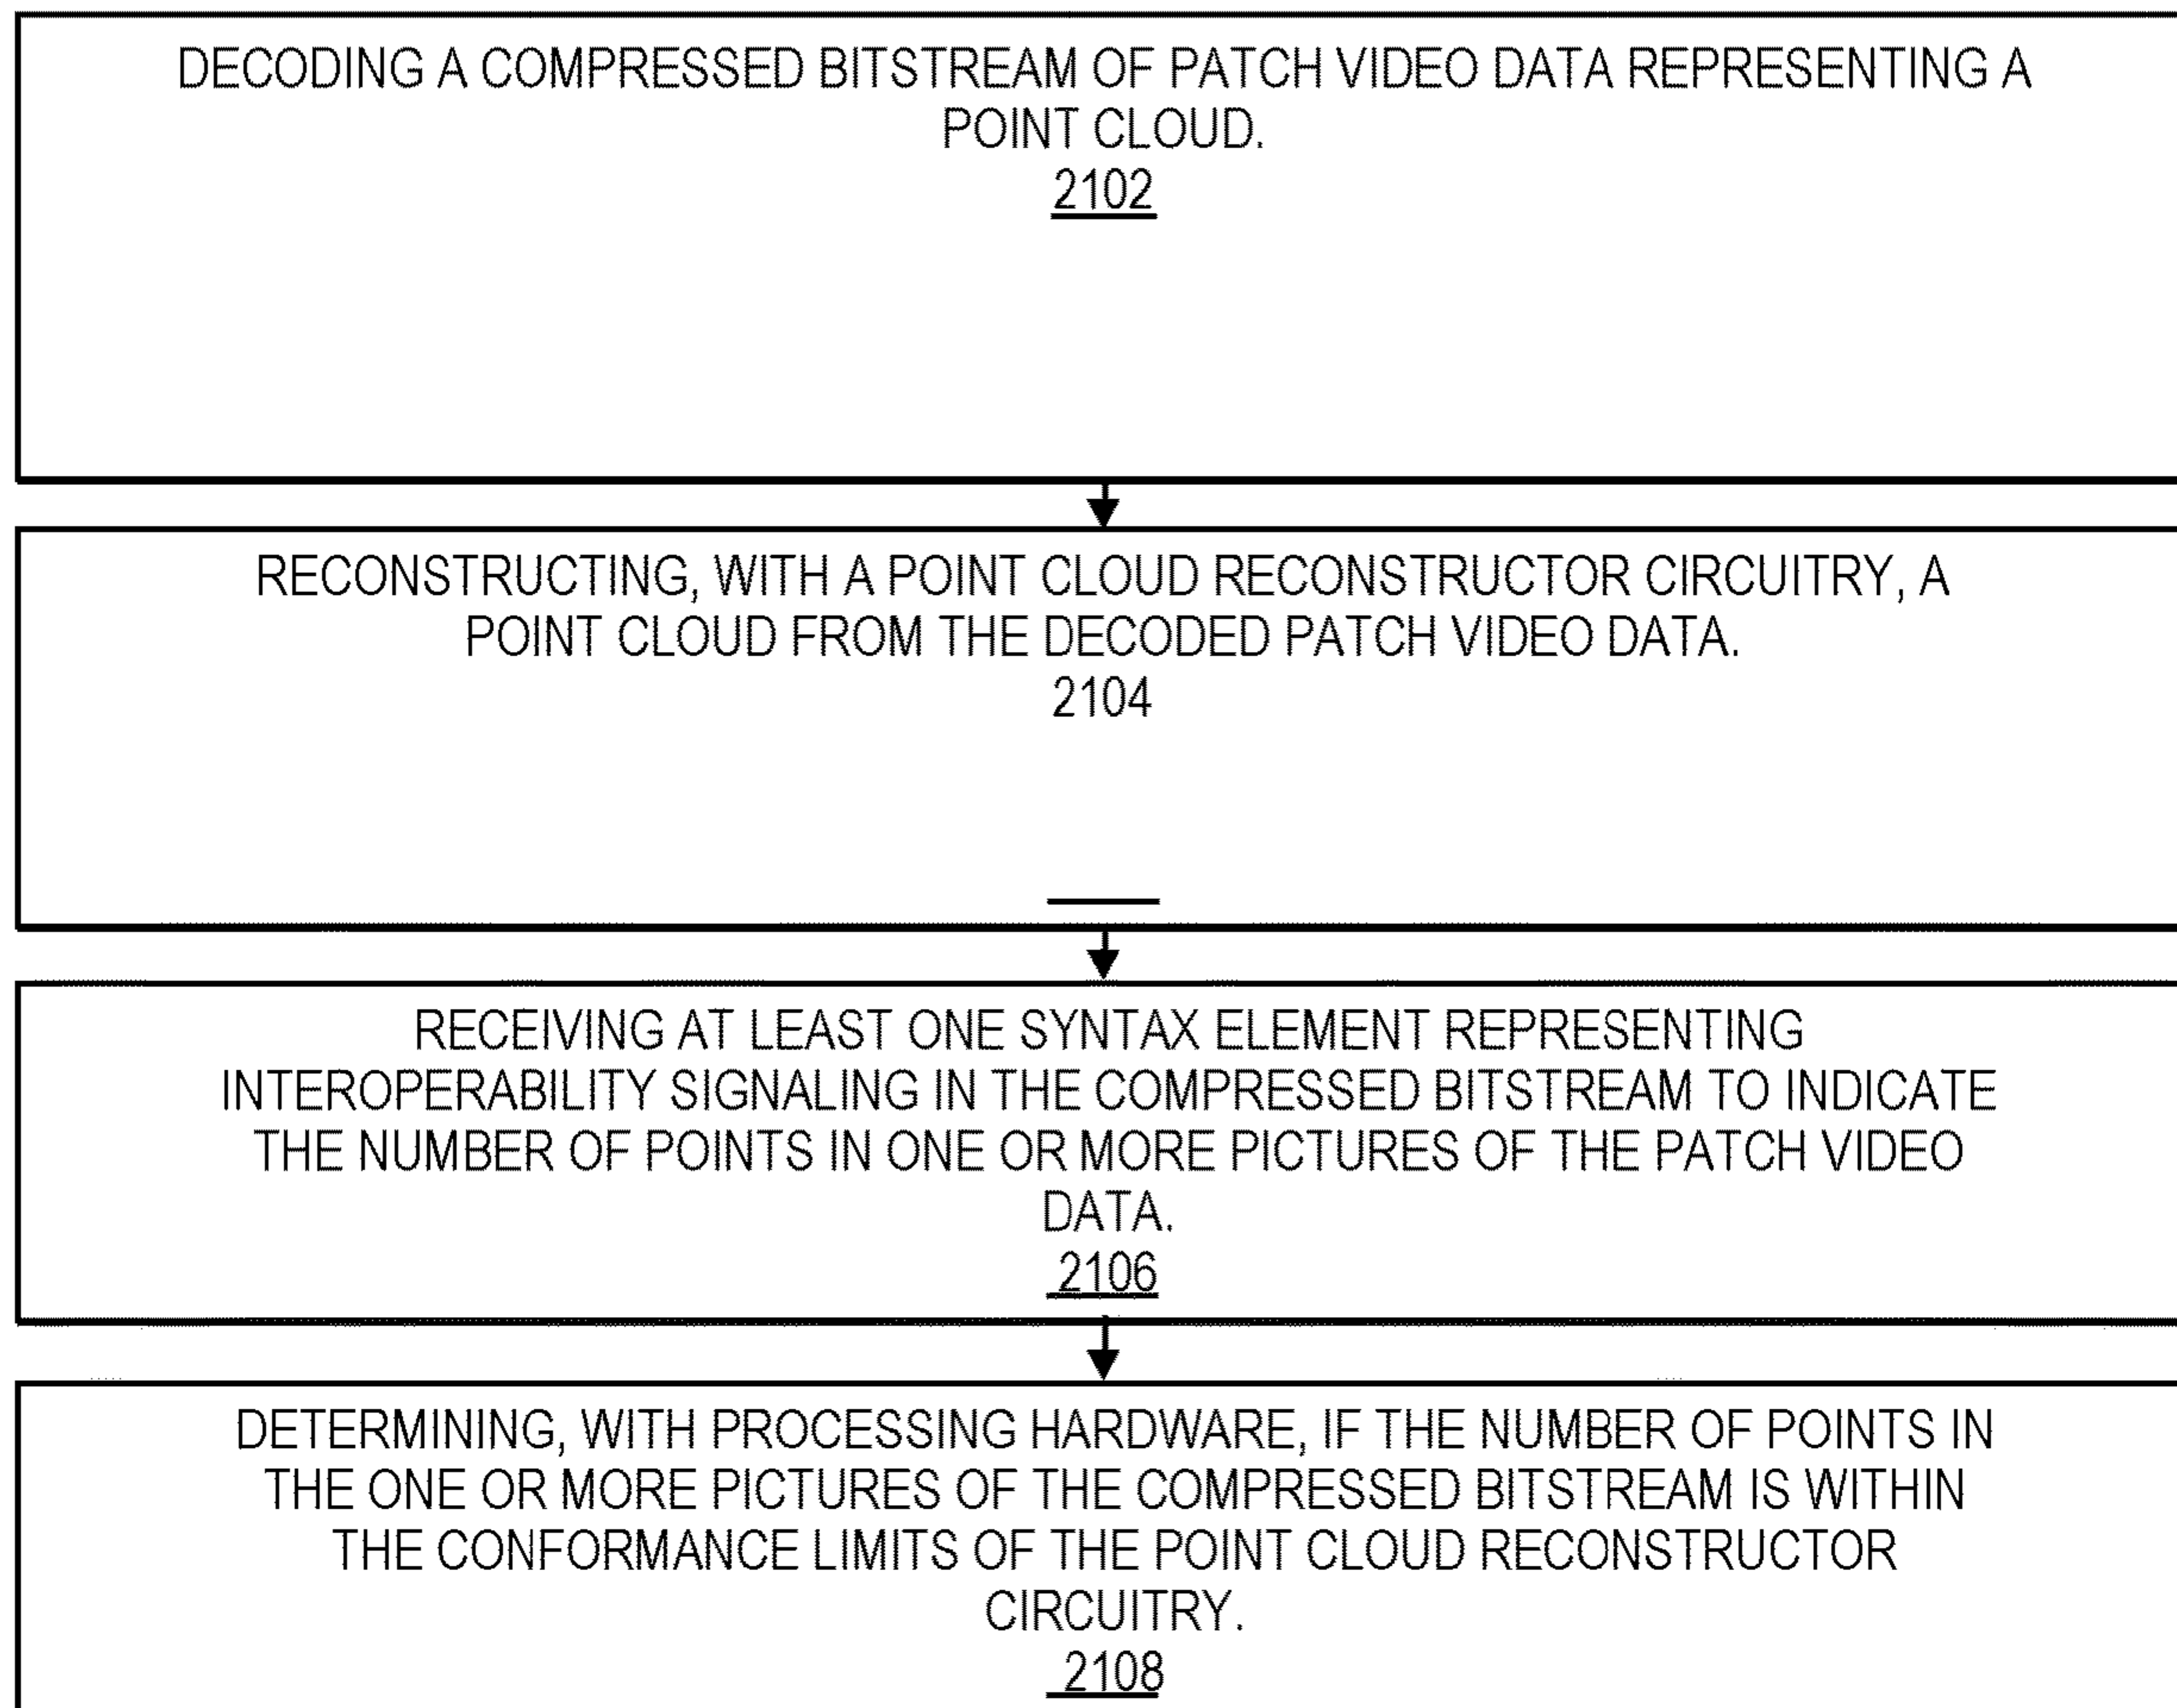 DECODING A COMPRESSED BITSTREAM OF PATCH VIDEO DATA REPRESENTING A
POINT CLOUD.
2102
RECONSTRUCTING, WITH A POINT CLOUD RECONSTRUCTOR CIRCUITRY, A
POINT CLOUD FROM THE DECODED PATCH VIDEO DATA.
2104
RECEIVING AT LEAST ONE SYNTAX ELEMENT REPRESENTING
INTEROPERABILITY SIGNALING IN THE COMPRESSED BITSTREAM TO INDICATE
THE NUMBER OF POINTS IN ONE OR MORE PICTURES OF THE PATCH VIDEO
DATA.
2106
DETERMINING, WITH PROCESSING HARDWARE, IF THE NUMBER OF POINTS IN
THE ONE OR MORE PICTURES OF THE COMPRESSED BITSTREAM IS WITHIN
THE CONFORMANCE LIMITS OF THE POINT CLOUD RECONSTRUCTOR
CIRCUITRY.
2108